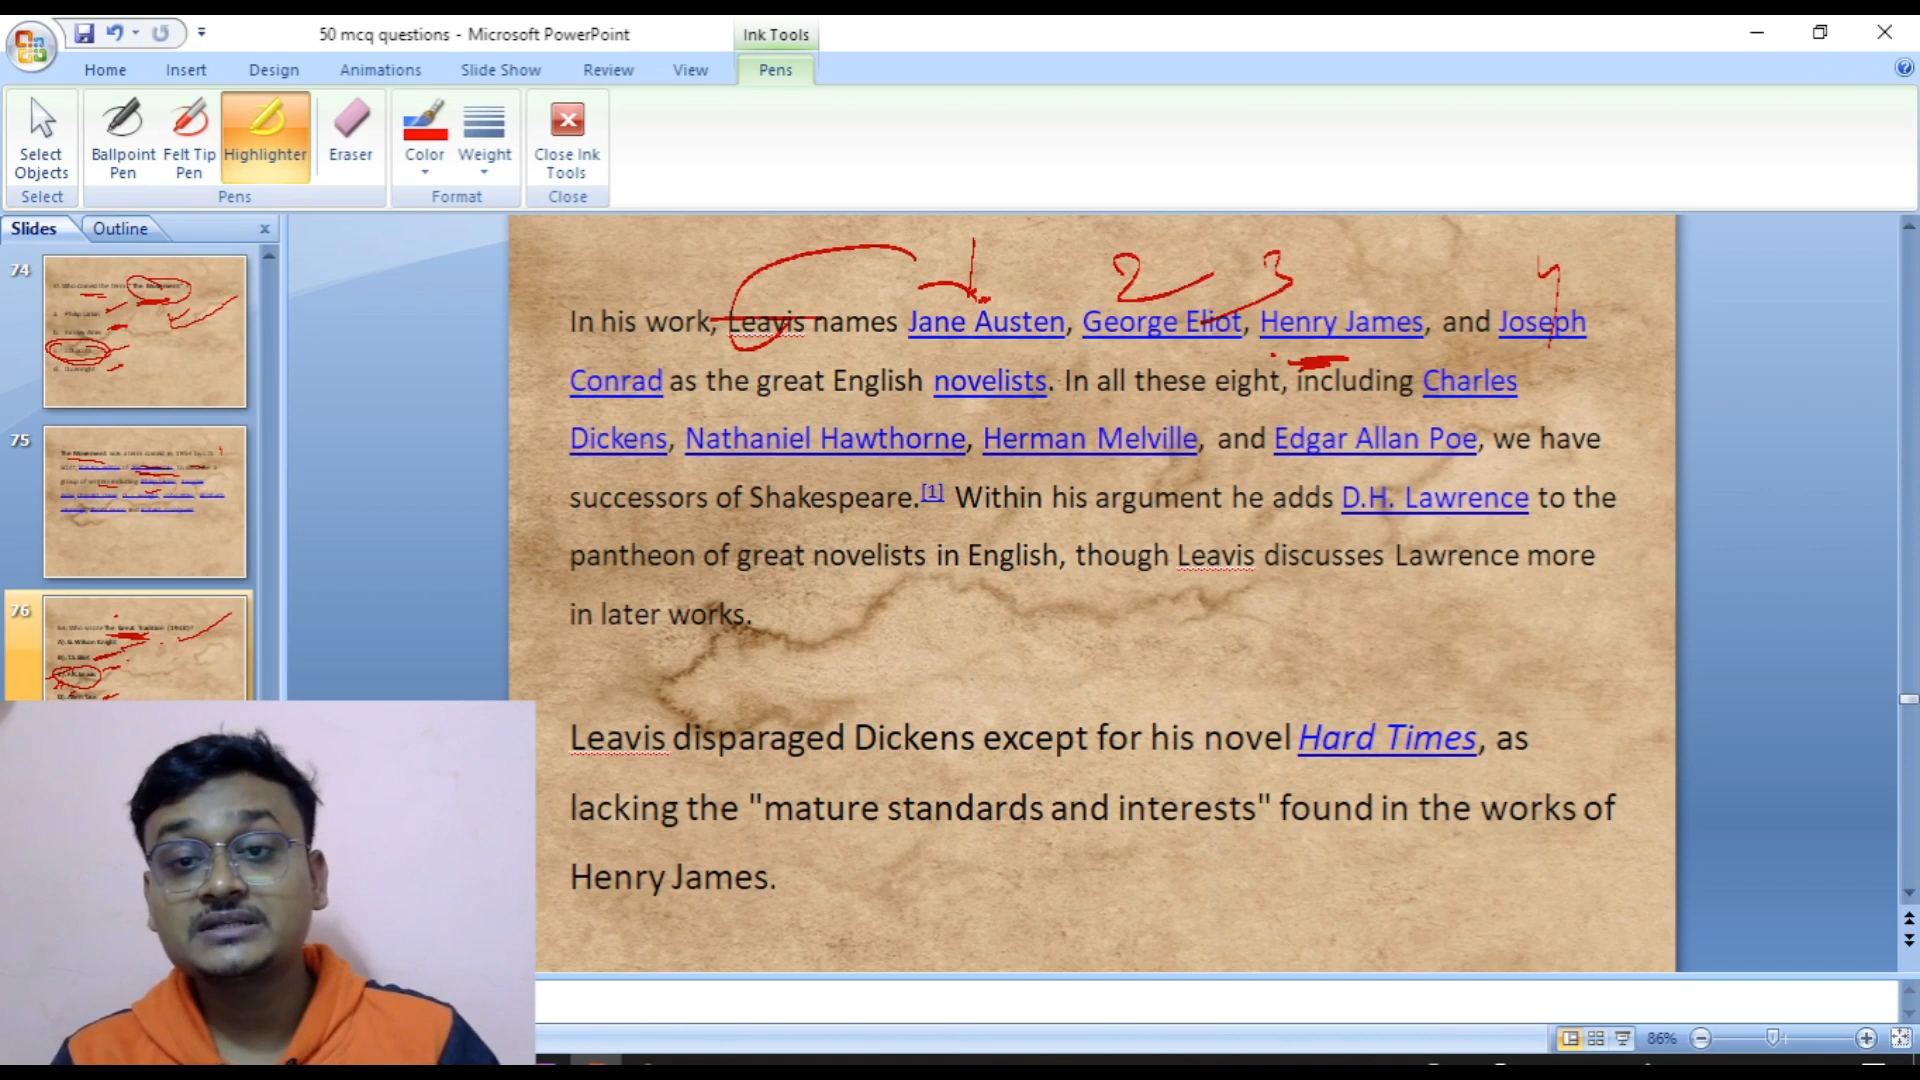 50 mcq questions - Microsoft PowerPoint
Ink Tools
Home Insert Design Animations Slide Show Review View Pens
Select Objects
Ballpoint Pen
Felt Tip Pen
Highlighter
Eraser
Color
Weight
Close Ink Tools
Select Pens Format Close
Slides Outline
74
75
76
1 2 3 4
In his work, Leavis names Jane Austen, George Eliot, Henry James, and Joseph
Conrad as the great English novelists. In all these eight, including Charles
Dickens, Nathaniel Hawthorne, Herman Melville, and Edgar Allan Poe, we have
successors of Shakespeare.[1] Within his argument he adds D.H. Lawrence to the
pantheon of great novelists in English, though Leavis discusses Lawrence more
in later works.
Leavis disparaged Dickens except for his novel Hard Times, as
lacking the "mature standards and interests" found in the works of
Henry James.
86%